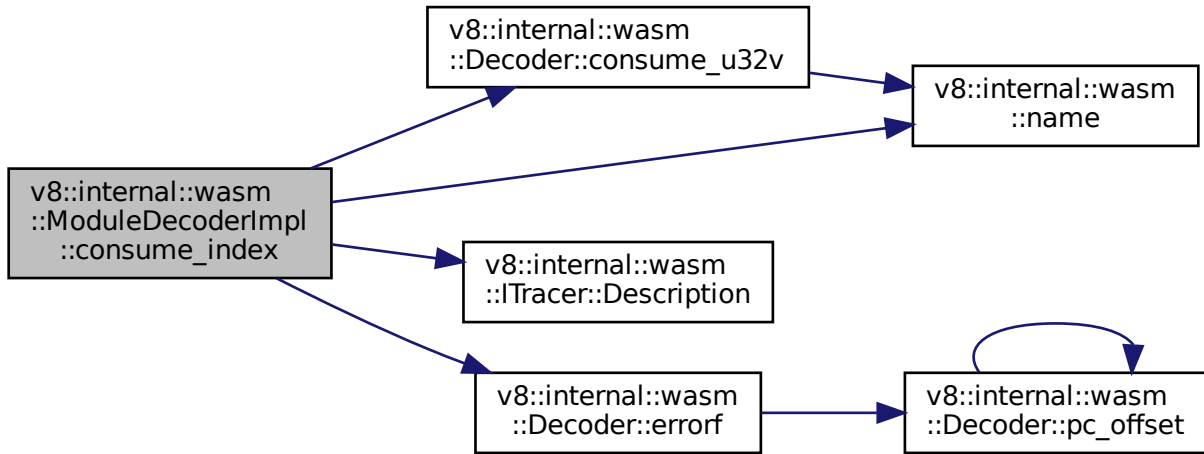 v8::internal::wasm
::Decoder::consume_u32v
v8::internal::wasm
::name
v8::internal::wasm
::ModuleDecoderImpl
::consume_index
v8::internal::wasm
::ITracer::Description
v8::internal::wasm
::Decoder::errorf
v8::internal::wasm
::Decoder::pc_offset